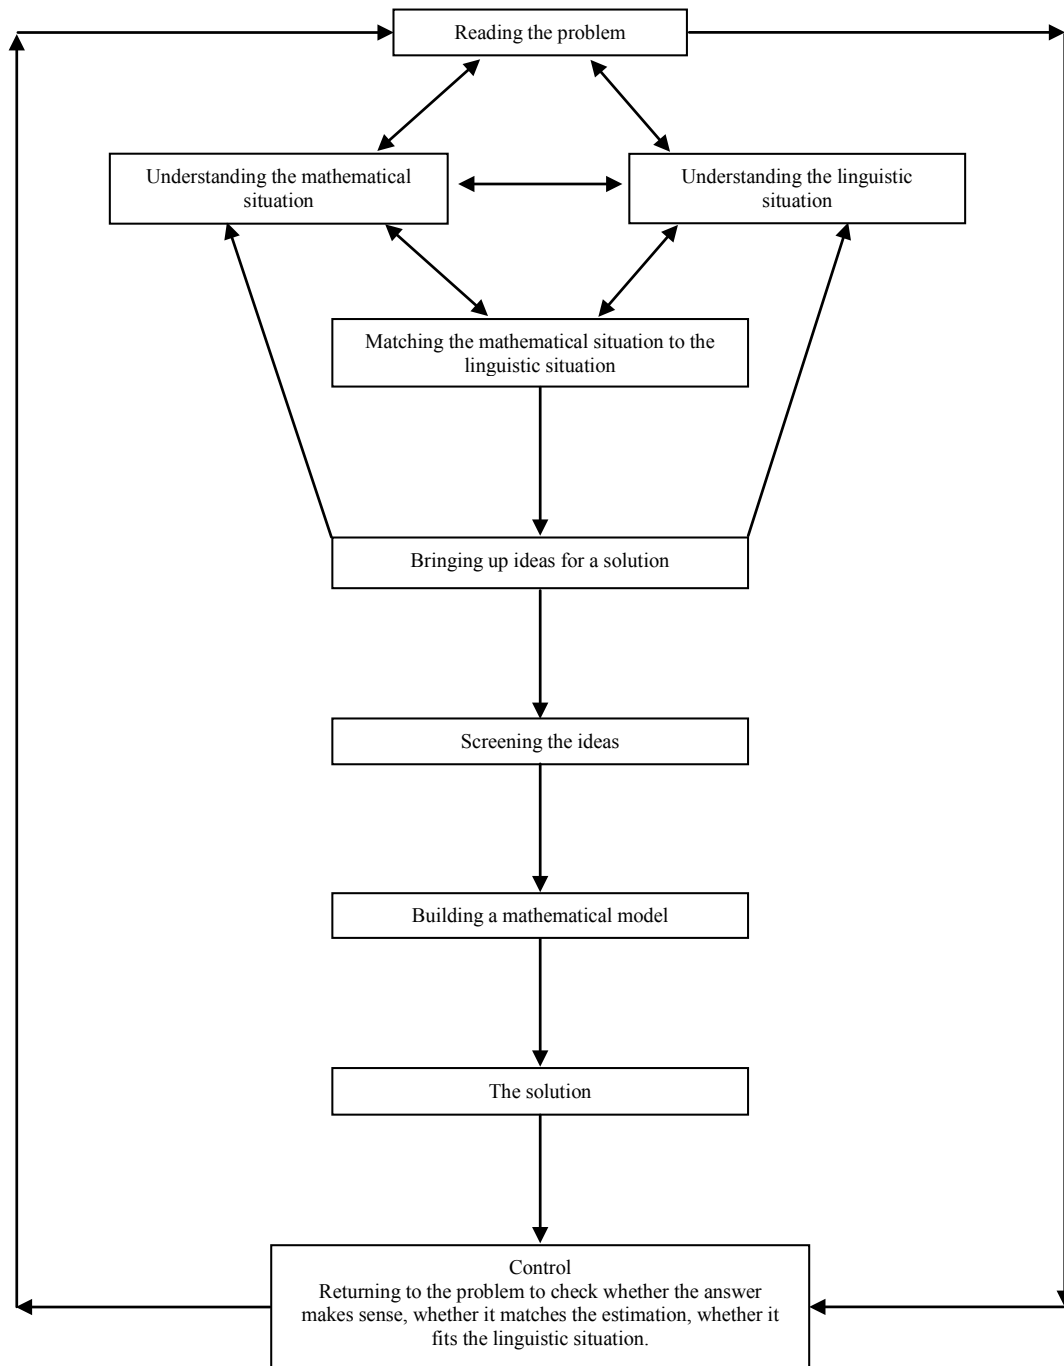 Reading the problem
Understanding the mathematical
situation
Understanding the linguistic
situation
Matching the mathematical situation to the
linguistic situation
Bringing up ideas for a solution
Screening the ideas
Building a mathematical model
The solution
Control
Returning to the problem to check whether the answer
makes sense, whether it matches the estimation, whether it
fits the linguistic situation.